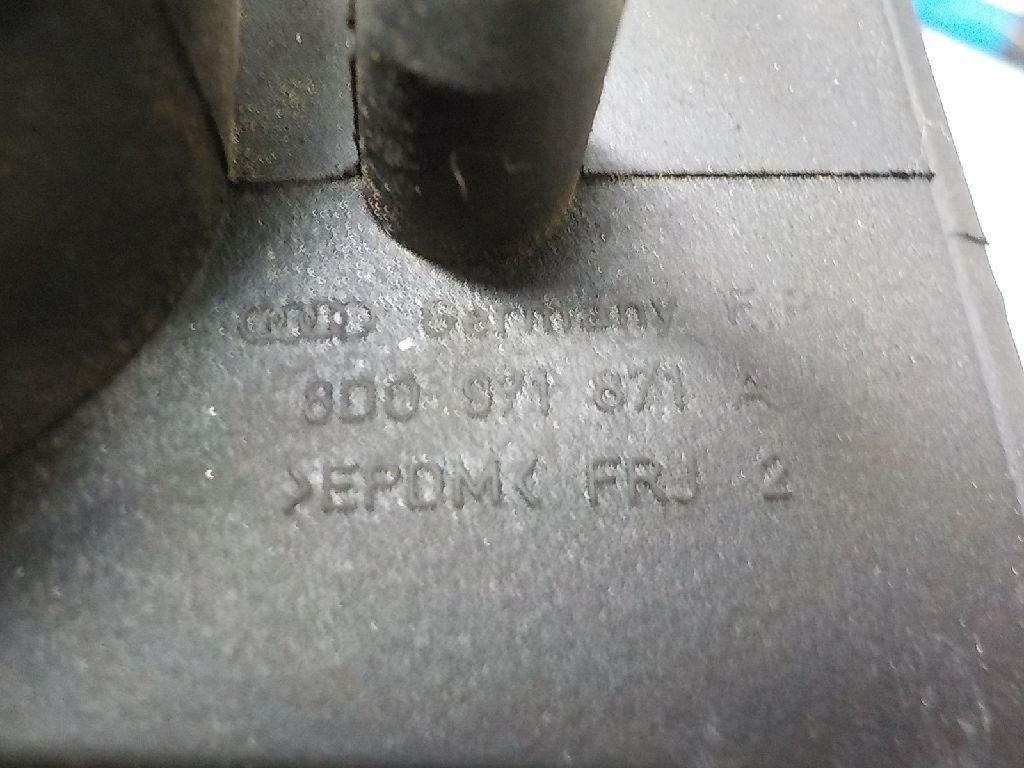 Germany
8D0 971 871 A
>EPDM< FRJ 2